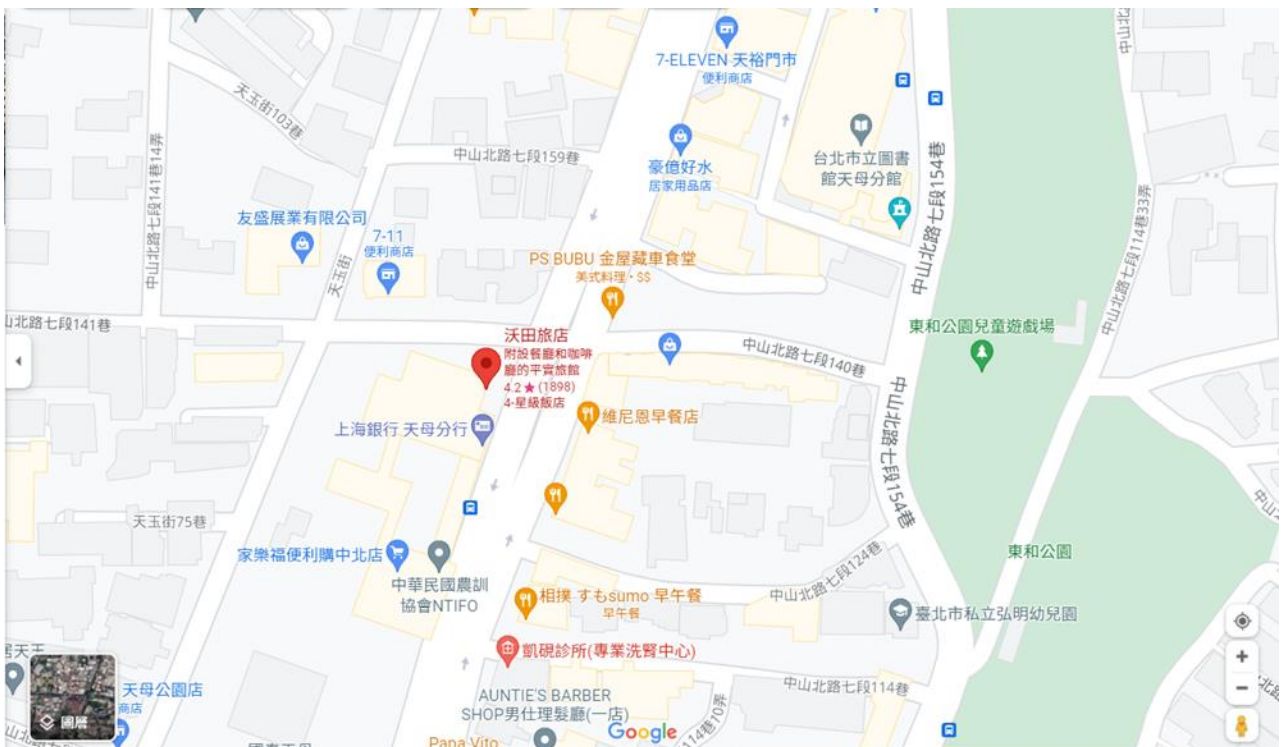 7-ELEVEN 天裕門市
便利商店
天玉街103巷
中山北路七段159巷
豪億好水
居家用品店
台北市立圖書
館天母分館
中山北路七段154巷
中山北路七段141巷14弄
友盛展業有限公司
7-11
便利商店
天玉街
PS BUBU 金屋藏車食堂
美式料理・$$
中山北路七段114巷33弄
山北路七段141巷
沃田旅店
附設餐廳和咖啡
廳的平實旅館
4.2★(1898)
4-星級飯店
中山北路七段140巷
東和公園兒童遊戲場
上海銀行 天母分行
維尼恩早餐店
中山北路七段154巷
天玉街75巷
家樂福便利購中北店
中華民國農訓
協會NTIFO
中山北路七段124巷
東和公園
相撲 すもsumo 早午餐
早午餐
臺北市私立弘明幼兒園
凱硯診所(專業洗腎中心)
居天玉
天母公園店
商店
圖層
AUNTIE'S BARBER
SHOP男仕理髮廳(一店)
中山北路七段114巷
114巷10弄
Google
Papa Vito